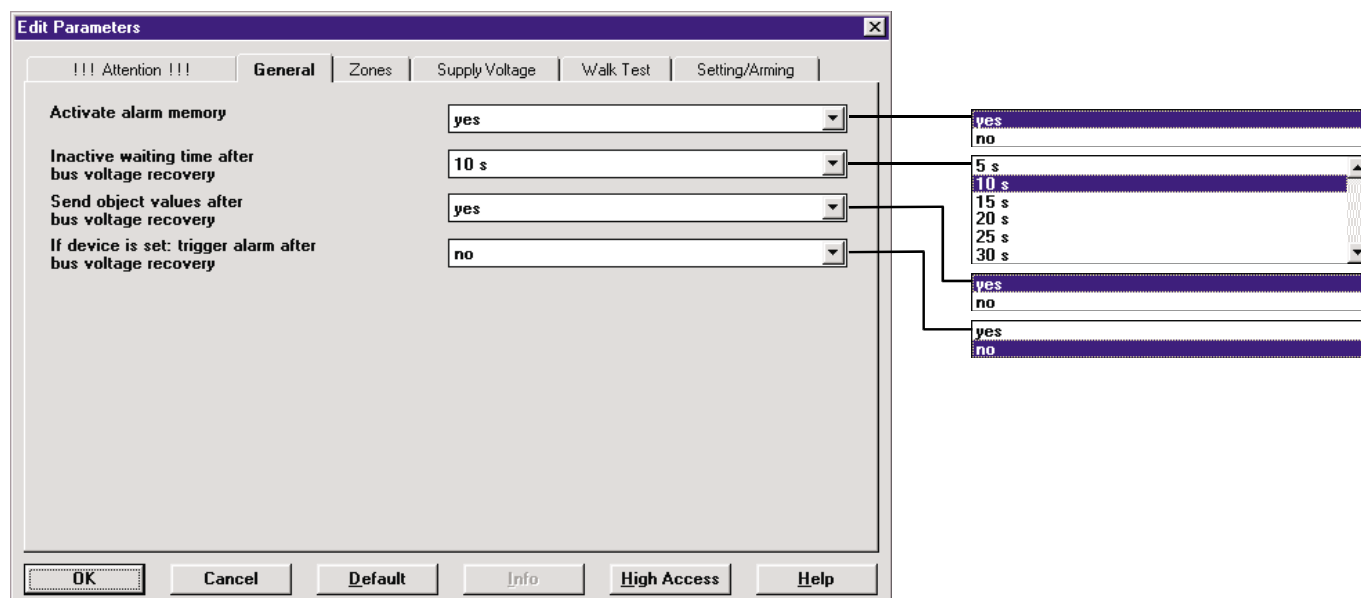 Edit Parameters
!!! Attention !!! General Zones Supply Voltage Walk Test Setting/Arming
Activate alarm memory
yes
Inactive waiting time after
bus voltage recovery
10 s
Send object values after
bus voltage recovery
yes
If device is set: trigger alarm after
bus voltage recovery
no
yes
no
5 s
10 s
15 s
20 s
25 s
30 s
yes
no
yes
no
OK Cancel Default Info High Access Help